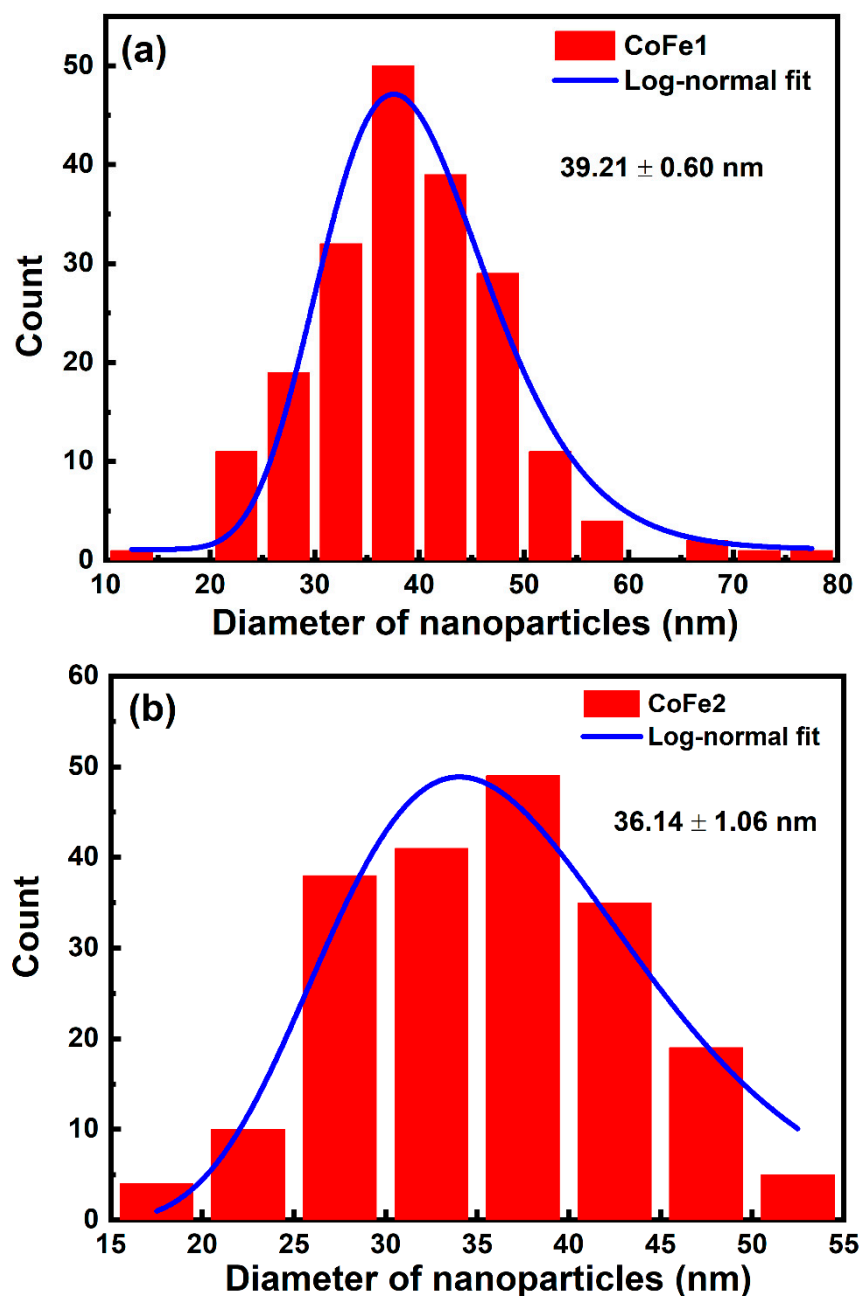 (a)
CoFe1
Log-normal fit
39.21 ± 0.60 nm
50
40
30
20
10
0
Count
10 20 30 40 50 60 70 80
Diameter of nanoparticles (nm)
(b)
CoFe2
Log-normal fit
36.14 ± 1.06 nm
60
50
40
30
20
10
0
Count
15 20 25 30 35 40 45 50 55
Diameter of nanoparticles (nm)